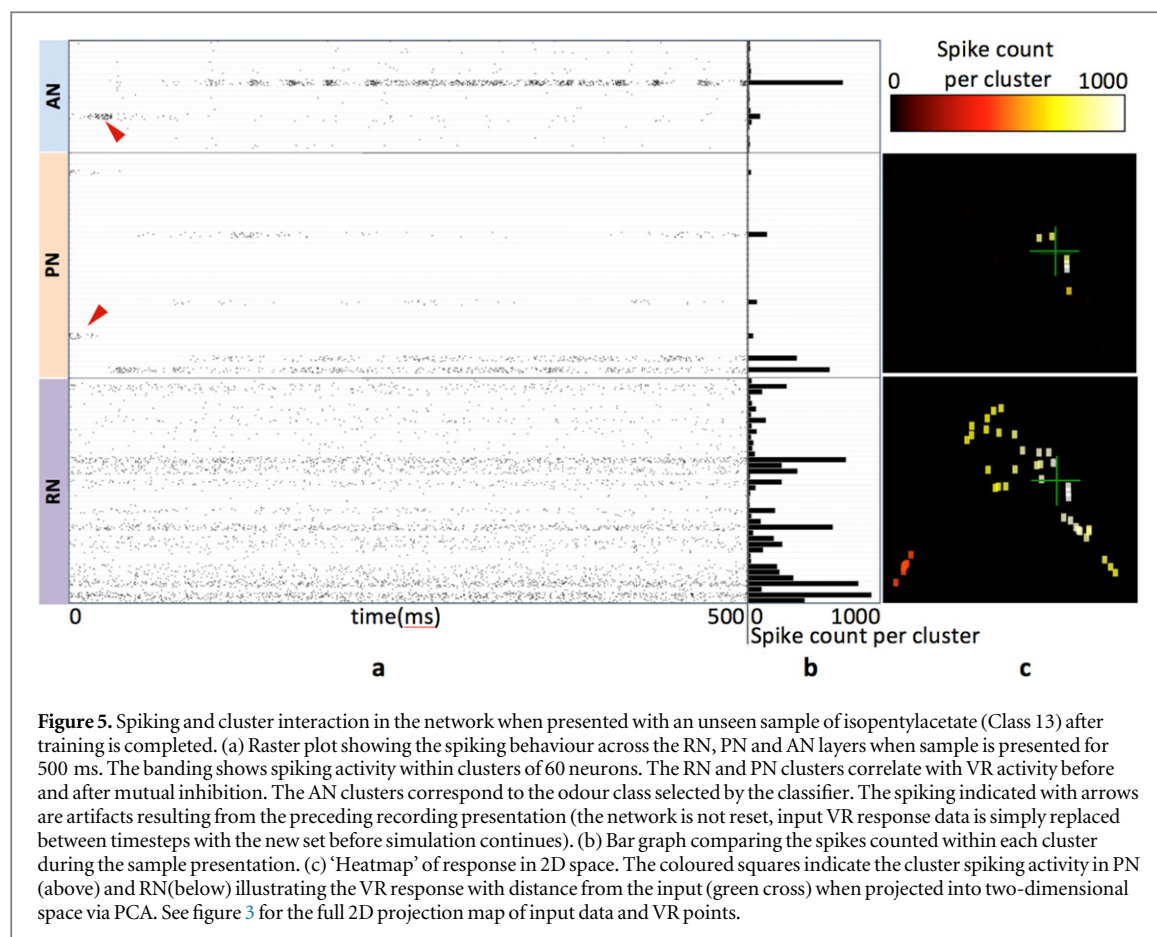 AN
PN
RN
Spike count
per cluster
0
1000
0
time(ms)
500
0
1000
Spike count per cluster
a
b
c
Figure 5. Spiking and cluster interaction in the network when presented with an unseen sample of isopentylacetate (Class 13) after
training is completed. (a) Raster plot showing the spiking behaviour across the RN, PN and AN layers when sample is presented for
500 ms. The banding shows spiking activity within clusters of 60 neurons. The RN and PN clusters correlate with VR activity before
and after mutual inhibition. The AN clusters correspond to the odour class selected by the classifier. The spiking indicated with arrows
are artifacts resulting from the preceding recording presentation (the network is not reset, input VR response data is simply replaced
between timesteps with the new set before simulation continues). (b) Bar graph comparing the spikes counted within each cluster
during the sample presentation. (c) ‘Heatmap’ of response in 2D space. The coloured squares indicate the cluster spiking activity in PN
(above) and RN(below) illustrating the VR response with distance from the input (green cross) when projected into two-dimensional
space via PCA. See figure 3 for the full 2D projection map of input data and VR points.